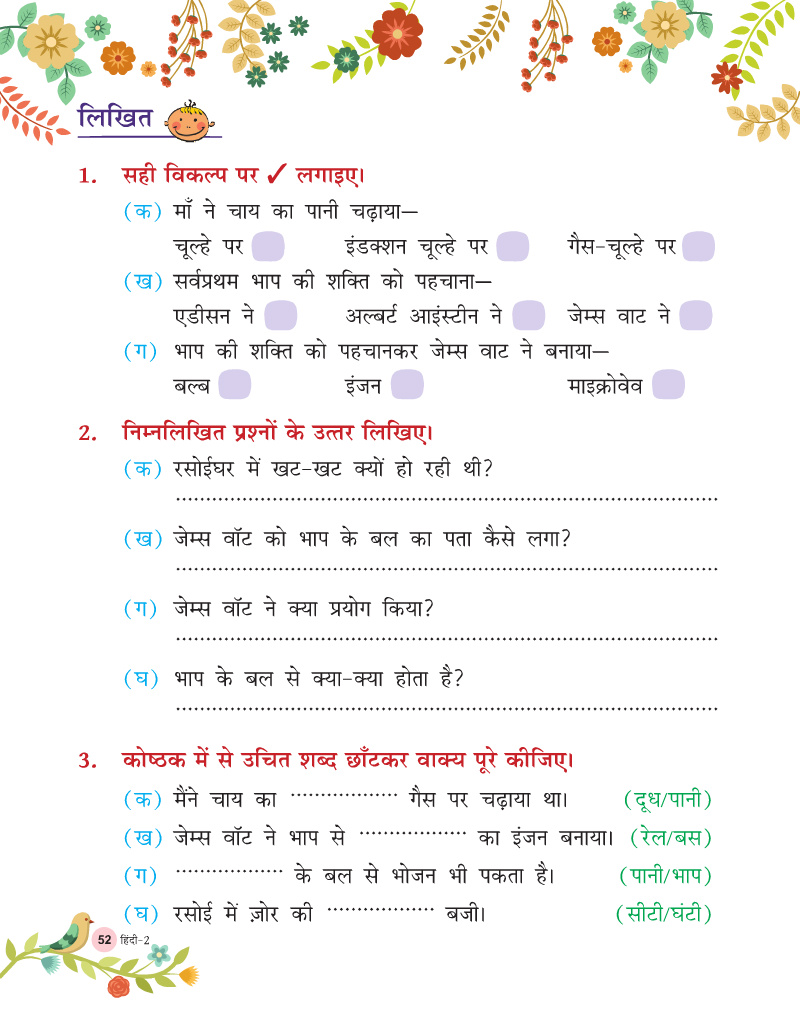 लिखित
1. सही विकल्प पर ✓ लगाइए।
(क) माँ ने चाय का पानी चढ़ाया—
चूल्हे पर इंडक्शन चूल्हे पर गैस-चूल्हे पर
(ख) सर्वप्रथम भाप की शक्ति को पहचाना—
एडीसन ने अल्बर्ट आइंस्टीन ने जेम्स वाट ने
(ग) भाप की शक्ति को पहचानकर जेम्स वाट ने बनाया—
बल्ब इंजन माइक्रोवेव
2. निम्नलिखित प्रश्नों के उत्तर लिखिए।
(क) रसोईघर में खट-खट क्यों हो रही थी?
(ख) जेम्स वॉट को भाप के बल का पता कैसे लगा?
(ग) जेम्स वॉट ने क्या प्रयोग किया?
(घ) भाप के बल से क्या-क्या होता है?
3. कोष्ठक में से उचित शब्द छाँटकर वाक्य पूरे कीजिए।
(क) मैंने चाय का .................. गैस पर चढ़ाया था। (दूध/पानी)
(ख) जेम्स वॉट ने भाप से .................. का इंजन बनाया। (रेल/बस)
(ग) .................. के बल से भोजन भी पकता है। (पानी/भाप)
(घ) रसोई में ज़ोर की .................. बजी। (सीटी/घंटी)
52 हिंदी-2